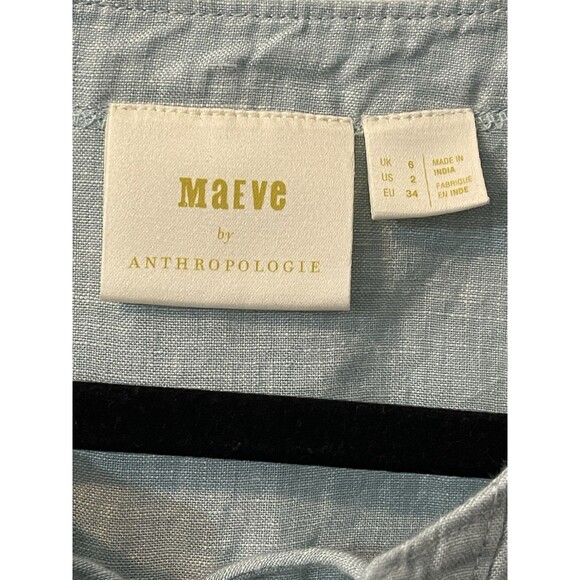 MaEve
by
ANTHROPOLOGIE
UK 6
US 2
EU 34
MADE IN
INDIA
FABRIQUE
EN INDE